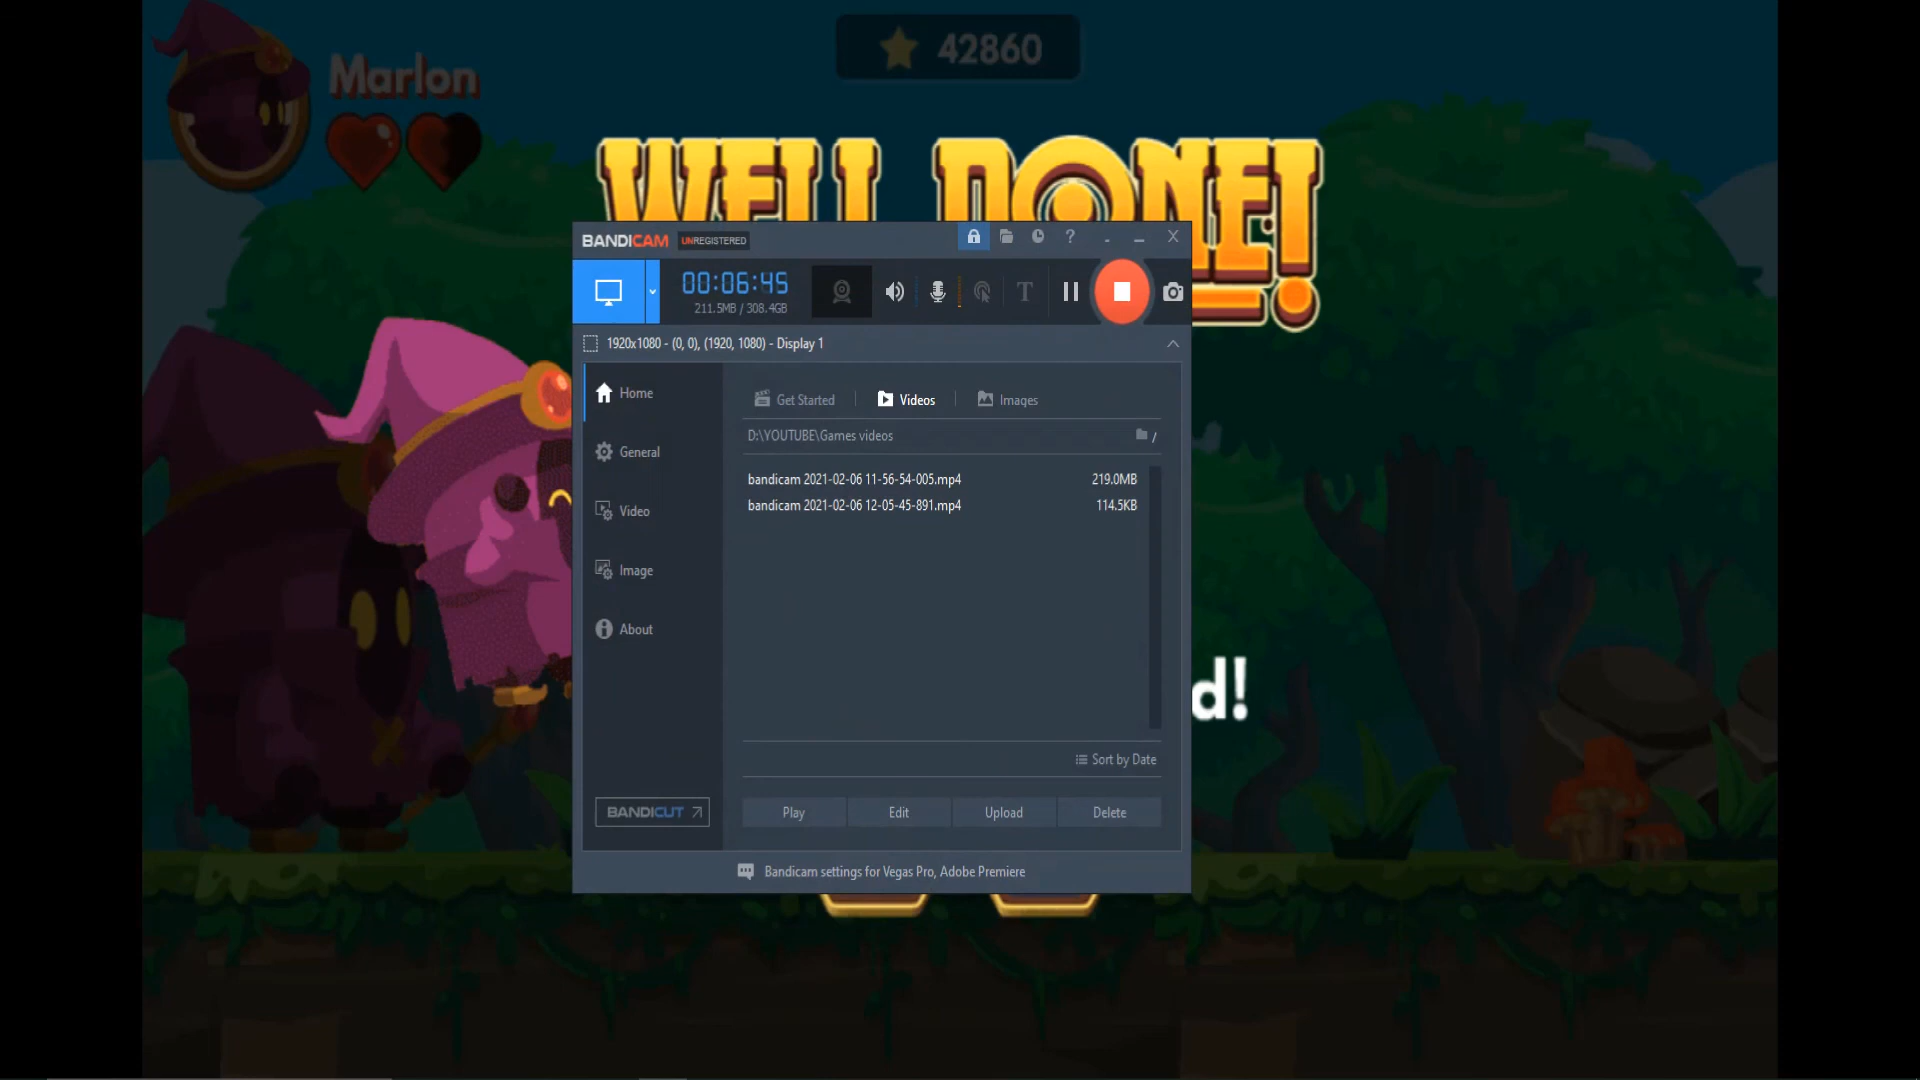 Marlon
42860
WELL DONE!
BANDICAM UNREGISTERED
?
X
00:06:45
211.5MB / 308.4GB
T
1920x1080 - (0, 0), (1920, 1080) - Display 1
Home
General
Video
Image
About
BANDICUT
Get Started
Videos
Images
D:\YOUTUBE\Games videos
/
bandicam 2021-02-06 11-56-54-005.mp4 219.0MB
bandicam 2021-02-06 12-05-45-891.mp4 114.5KB
Sort by Date
Play Edit Upload Delete
Bandicam settings for Vegas Pro, Adobe Premiere
d!